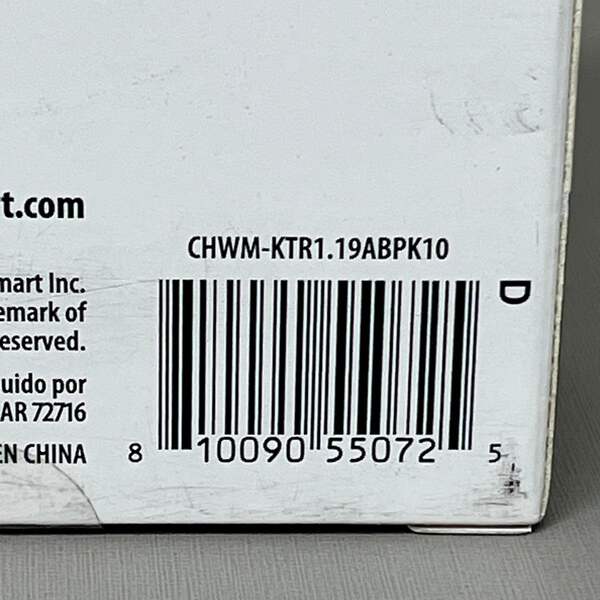 t.com
CHWM-KTR1.19ABPK10
mart Inc.
emark of
eserved.
uido por
AR 72716
EN CHINA
D
8 10090 55072 5